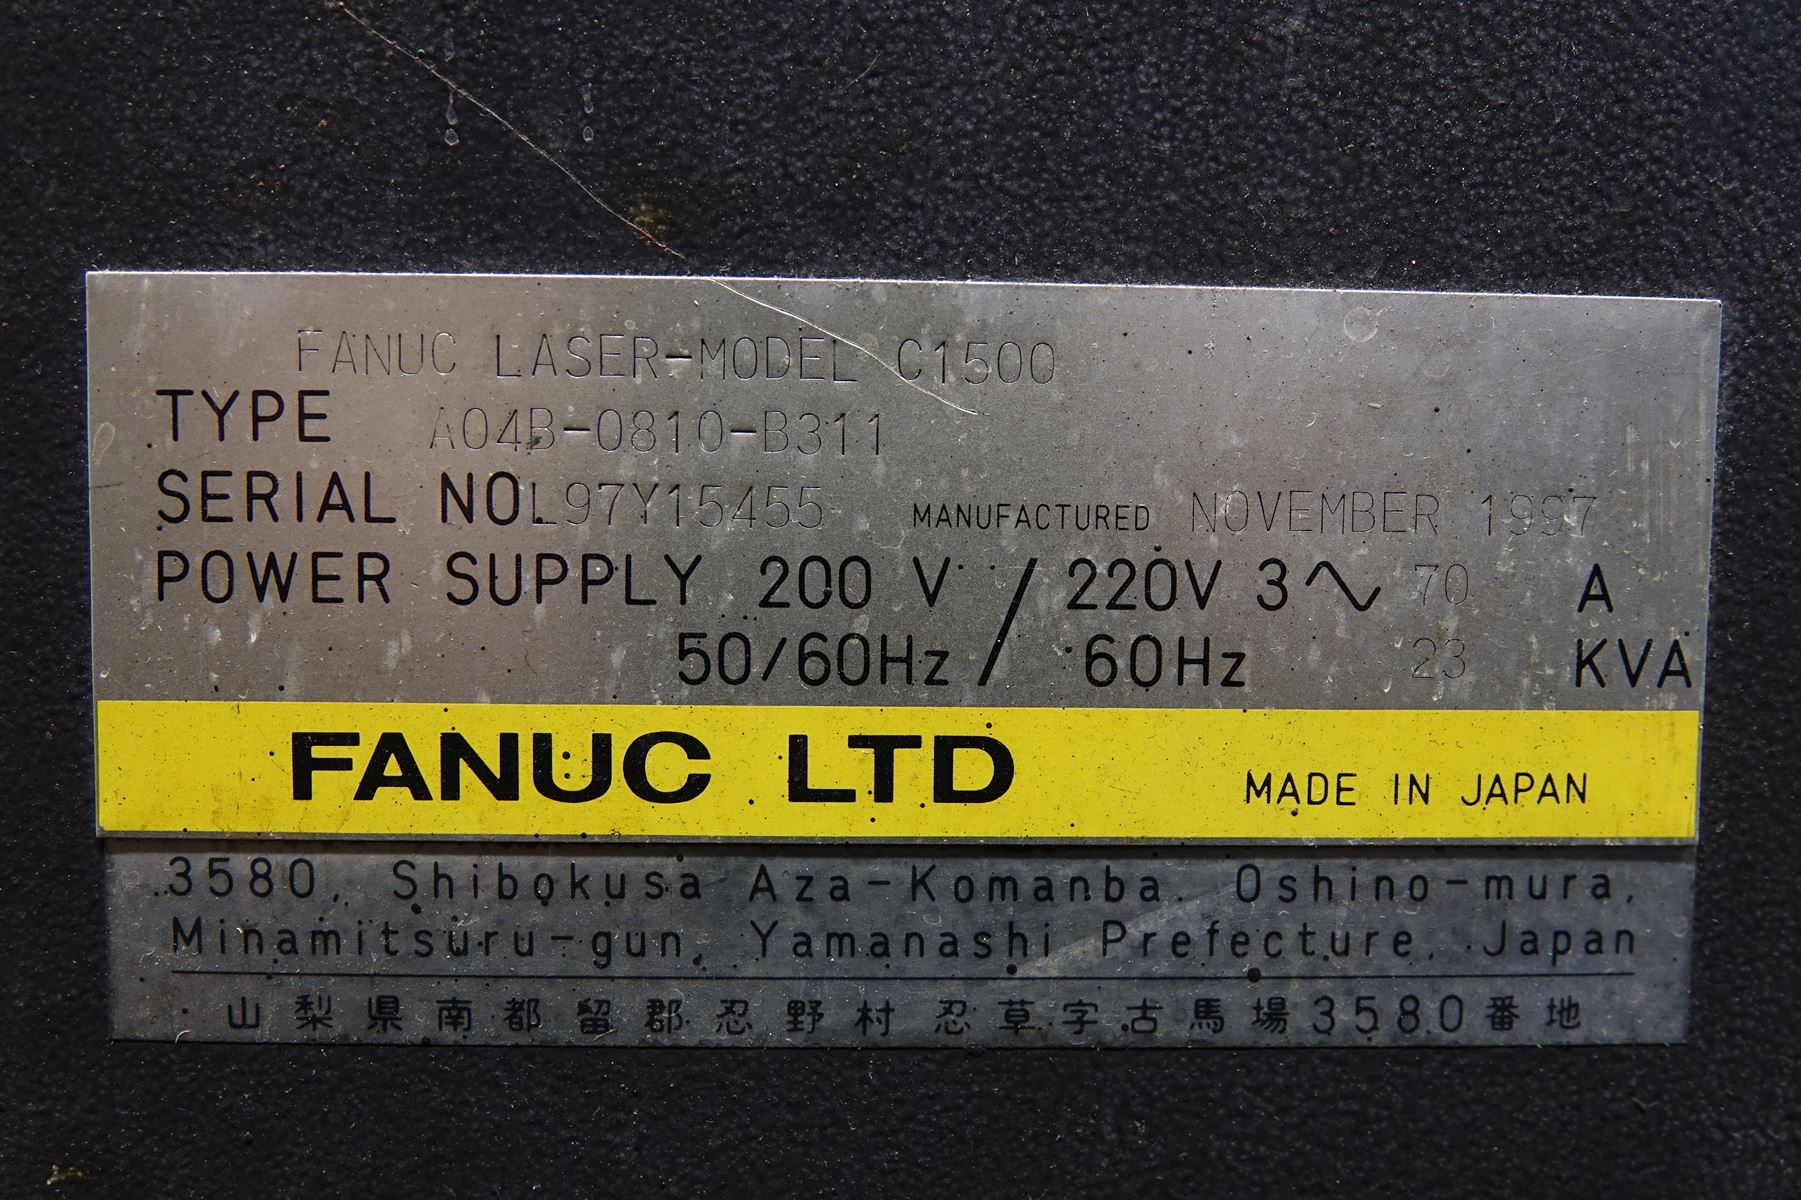 FANUC LASER-MODEL C1500
TYPE A04B-0810-B311
SERIAL NO L97Y15455 MANUFACTURED NOVEMBER 1997
POWER SUPPLY 200 V / 220V 3∿ 70 A
50/60Hz / 60Hz 23 KVA
FANUC LTD MADE IN JAPAN
3580, Shibokusa Aza-Komanba. Oshino-mura,
Minamitsuru-gun, Yamanashi Prefecture, Japan
山梨県南都留郡忍野村忍草字古馬場3580番地